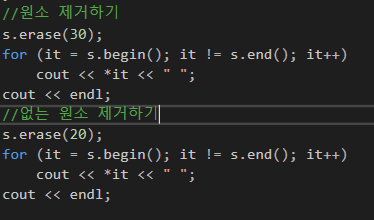 //원소 제거하기
s.erase(30);
for (it = s.begin(); it != s.end(); it++)
    cout << *it << " ";
cout << endl;
//없는 원소 제거하기
s.erase(20);
for (it = s.begin(); it != s.end(); it++)
    cout << *it << " ";
cout << endl;